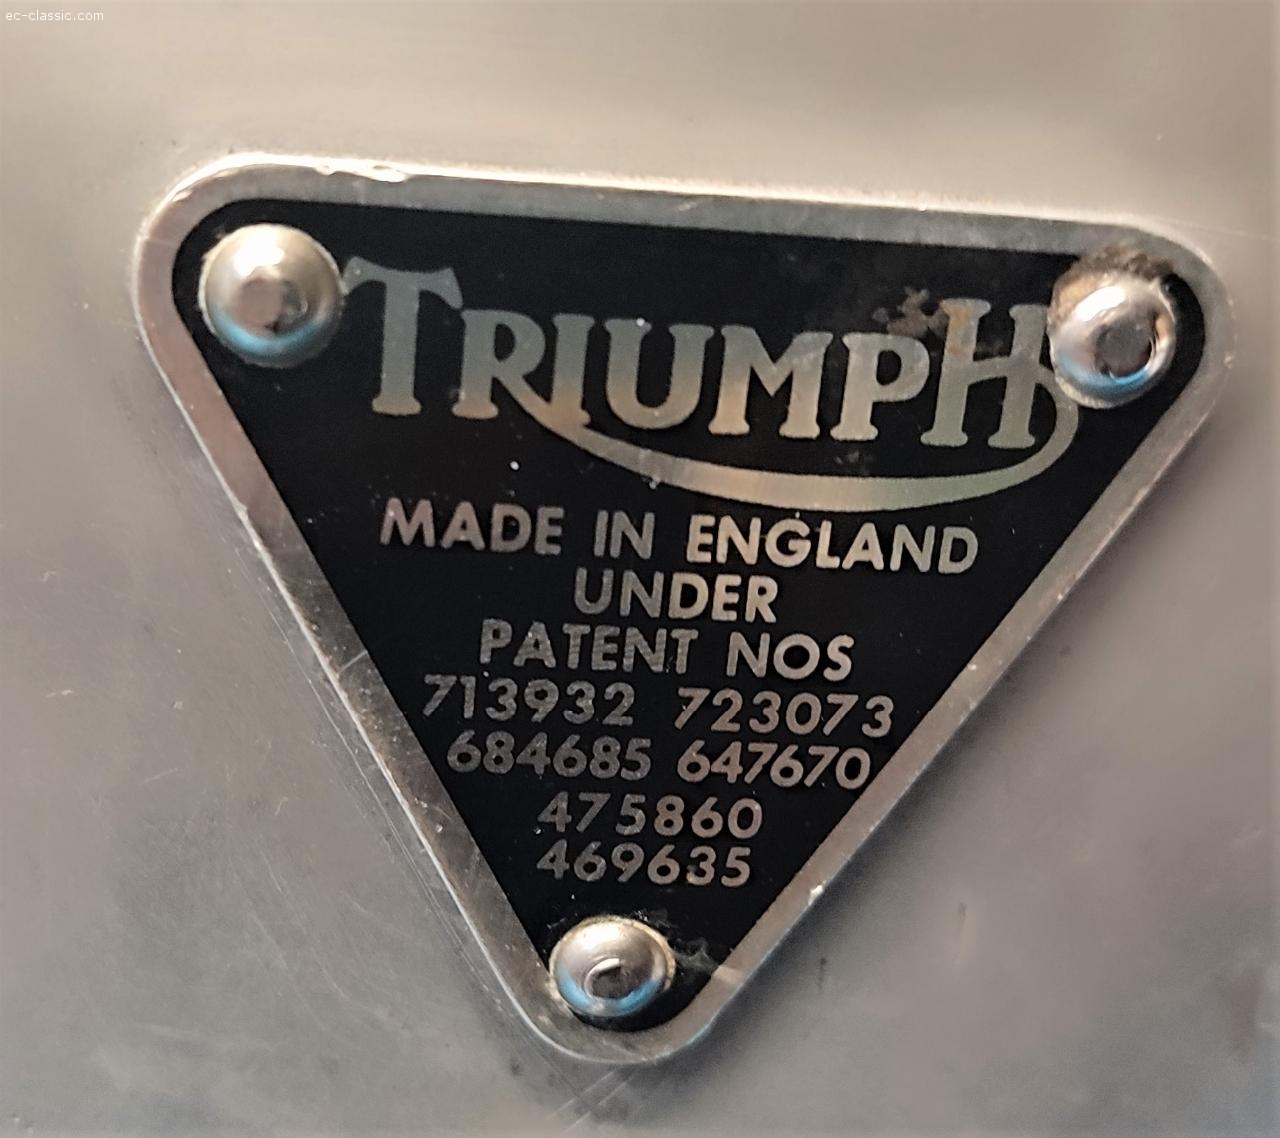 ec-classic.com
TRIUMPH
MADE IN ENGLAND
UNDER
PATENT NOS
713932 723073
684685 647670
475860
469635